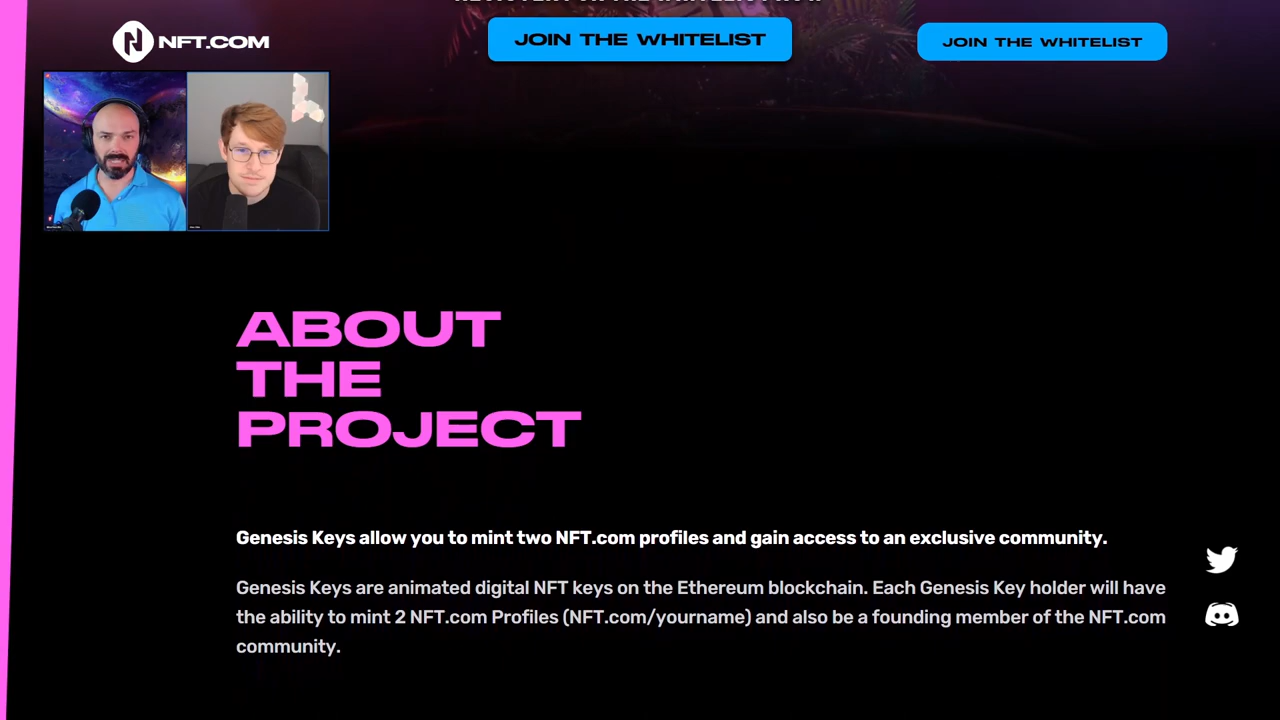 NFT.COM
JOIN THE WHITELIST
JOIN THE WHITELIST
ABOUT
THE
PROJECT
Genesis Keys allow you to mint two NFT.com profiles and gain access to an exclusive community.
Genesis Keys are animated digital NFT keys on the Ethereum blockchain. Each Genesis Key holder will have
the ability to mint 2 NFT.com Profiles (NFT.com/yourname) and also be a founding member of the NFT.com
community.